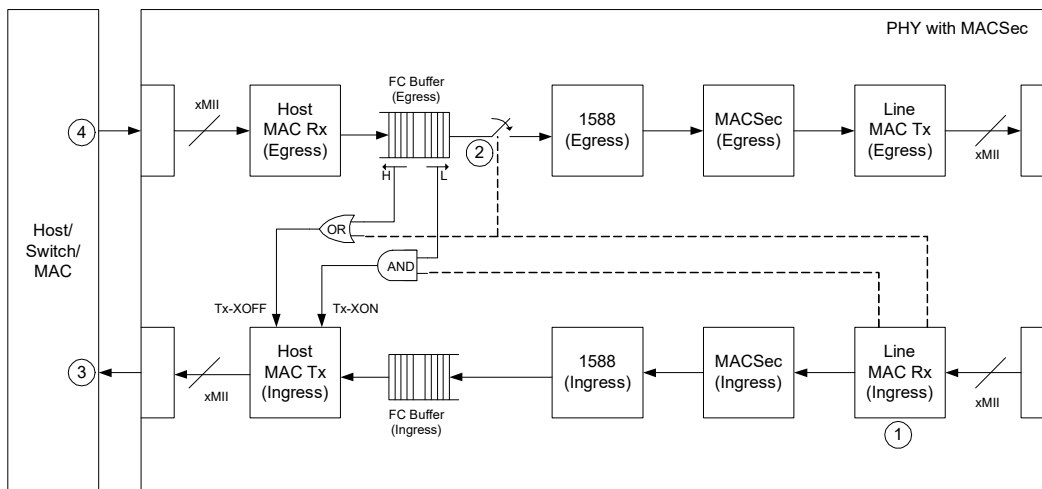 PHY with MACSec
Host/
Switch/
MAC
4
xMII
Host
MAC Rx
(Egress)
FC Buffer
(Egress)
H
L
2
1588
(Egress)
MACSec
(Egress)
Line
MAC Tx
(Egress)
xMII
OR
AND
Tx-XOFF
Tx-XON
3
xMII
Host
MAC Tx
(Ingress)
FC Buffer
(Ingress)
1588
(Ingress)
MACSec
(Ingress)
Line
MAC Rx
(Ingress)
xMII
1